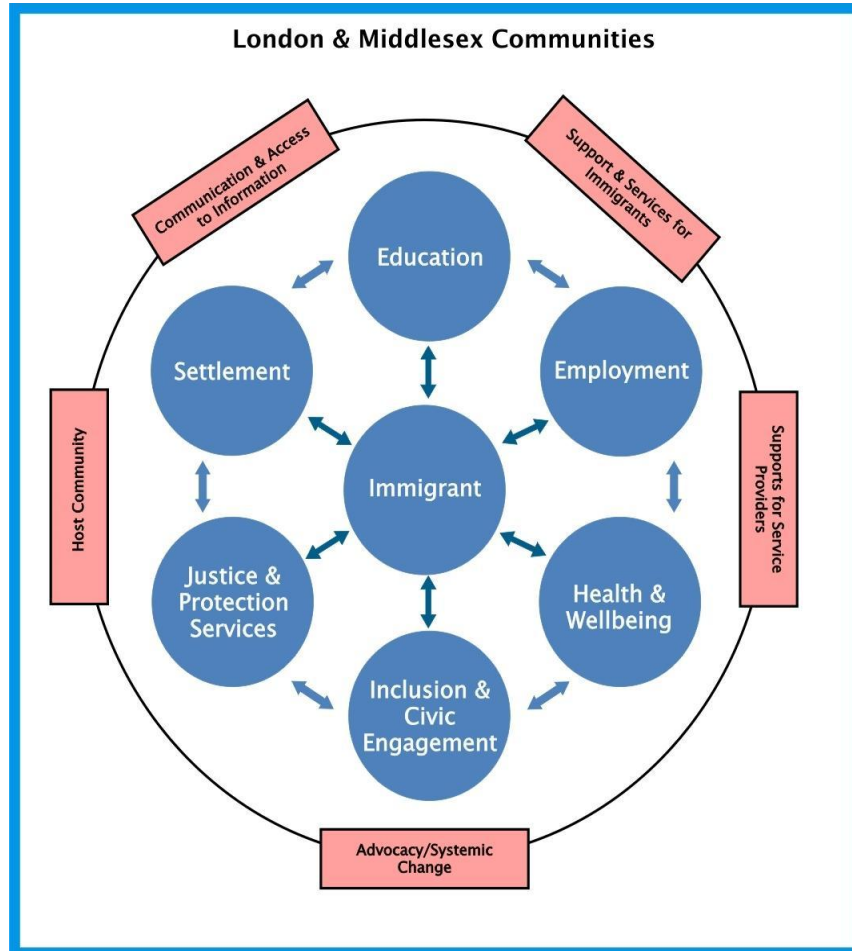 London & Middlesex Communities
Communication & Access
to Information
Support & Services for
Immigrants
Education
Settlement
Employment
Immigrant
Host Community
Supports for Service
Providers
Justice &
Protection
Services
Health &
Wellbeing
Inclusion &
Civic
Engagement
Advocacy/Systemic
Change